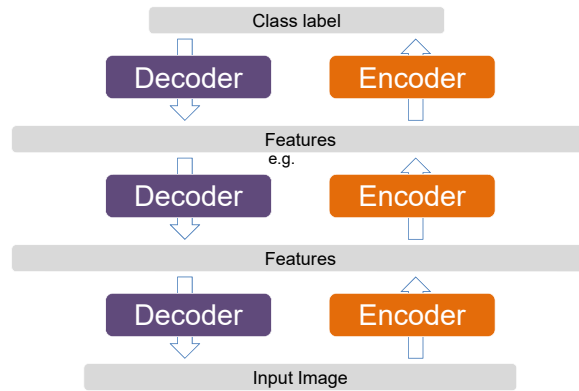 Class label
Decoder Encoder
Features
e.g.
Decoder Encoder
Features
Decoder Encoder
Input Image